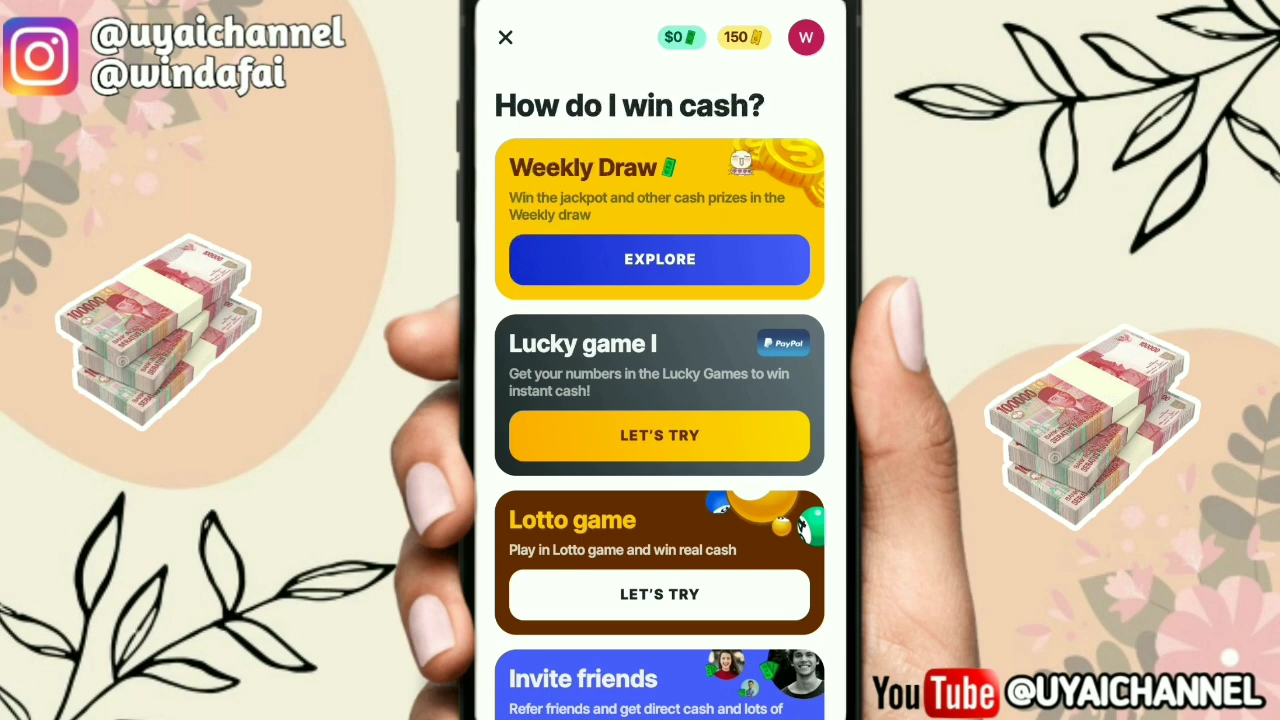 @uyaichannel
@windafai
$0
150
W
How do I win cash?
Weekly Draw
Win the jackpot and other cash prizes in the
Weekly draw
EXPLORE
Lucky game I
PayPal
Get your numbers in the Lucky Games to win
instant cash!
LET'S TRY
Lotto game
Play in Lotto game and win real cash
LET'S TRY
Invite friends
Refer friends and get direct cash and lots of
100000
100000
YouTube @UYAICHANNEL